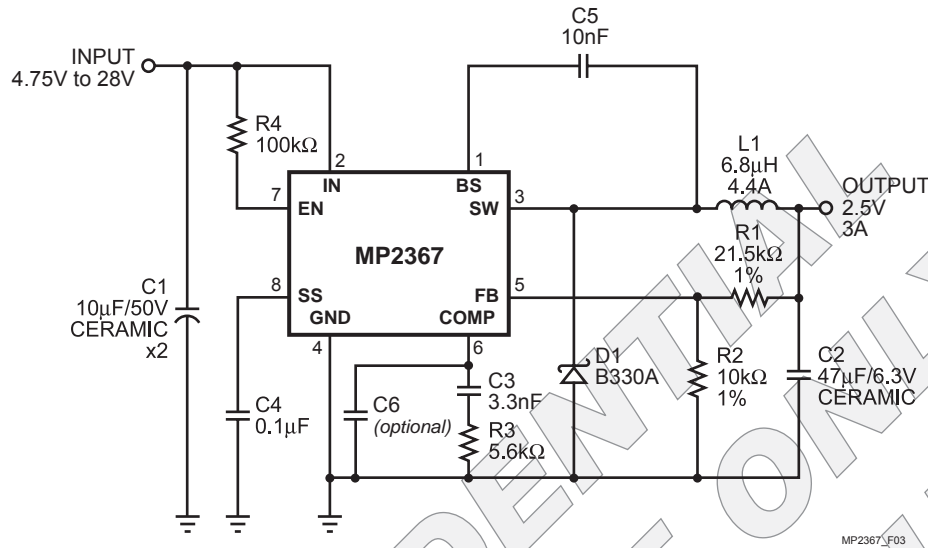 C5
10nF
INPUT
4.75V to 28V
R4
100kΩ
L1
6.8µH
4.4A
OUTPUT
2.5V
3A
2
1
IN
BS
7
EN
SW
3
R1
21.5kΩ
1%
MP2367
C1
10µF/50V
CERAMIC
x2
8
SS
FB
5
GND
COMP
4
6
D1
B330A
R2
10kΩ
1%
C2
47µF/6.3V
CERAMIC
C4
0.1µF
C6
(optional)
C3
3.3nF
R3
5.6kΩ
MP2367_F03